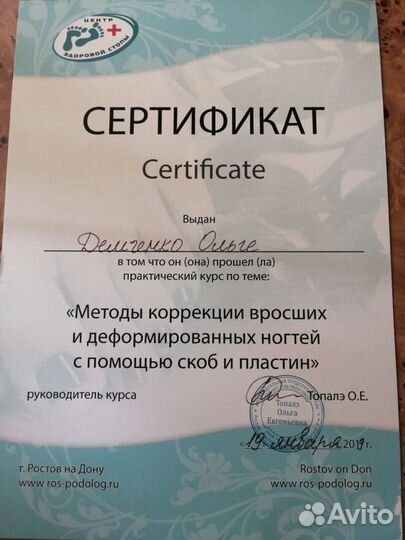 ЦЕНТР
ЗДОРОВОЙ СТОПЫ
СЕРТИФИКАТ
Certificate
Выдан
Демченко Ольге
в том что он (она) прошел (ла)
практический курс по теме:
«Методы коррекции вросших
и деформированных ногтей
с помощью скоб и пластин»
руководитель курса
Топалэ О.Е.
Топалэ
Ольга
Евгеньевна
«19» января 2019 г.
г. Ростов на Дону
Rostov on Don
www.ros-podolog.ru
www.ros-podolog.ru
Avito